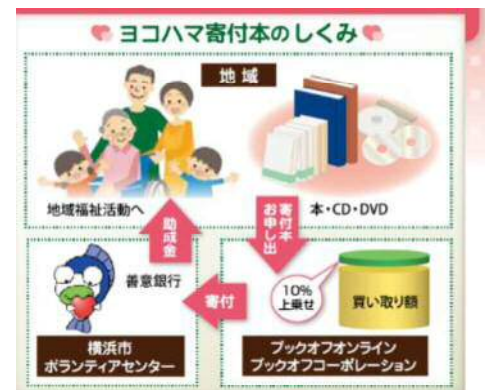 ヨコハマ寄付本のしくみ
地域
地域福祉活動へ
本・CD・DVD
助成金
寄付本
お申し出
善意銀行
寄付
10%
上乗せ
買い取り額
横浜市
ボランティアセンター
ブックオフオンライン
ブックオフコーポレーション